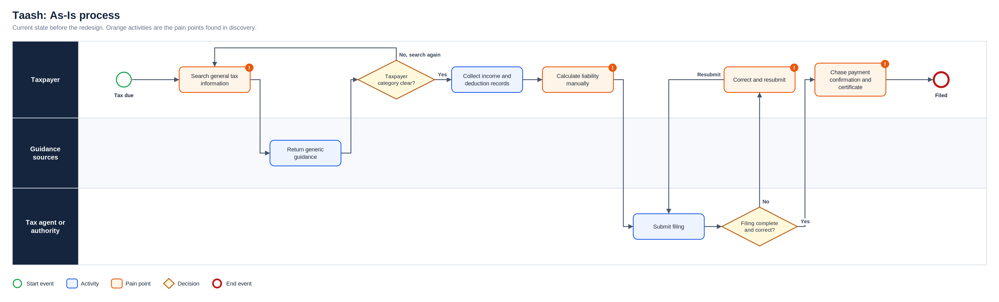 Taash: As-Is process
Current state before the redesign. Orange activities are the pain points found in discovery.
Taxpayer
Tax due
Search general tax
information
!
Taxpayer
category clear?
No, search again
Yes
Collect income and
deduction records
Calculate liability
manually
!
Resubmit
Correct and resubmit
!
Chase payment
confirmation and
certificate
!
Filed
Guidance
sources
Return generic
guidance
Tax agent or
authority
Submit filing
Filing complete
and correct?
No
Yes
Start event
Activity
Pain point
Decision
End event